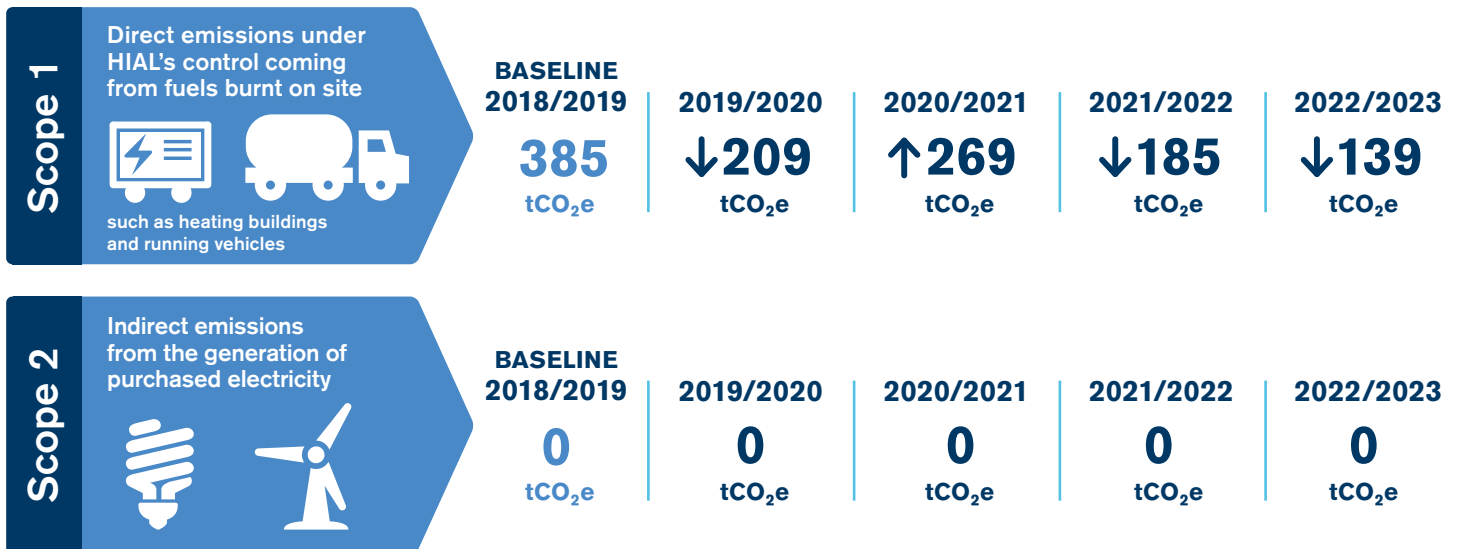 Scope 1
Direct emissions under
HIAL’s control coming
from fuels burnt on site
such as heating buildings
and running vehicles
BASELINE
2018/2019
385
tCO₂e
2019/2020
↓209
tCO₂e
2020/2021
↑269
tCO₂e
2021/2022
↓185
tCO₂e
2022/2023
↓139
tCO₂e
Scope 2
Indirect emissions
from the generation of
purchased electricity
BASELINE
2018/2019
0
tCO₂e
2019/2020
0
tCO₂e
2020/2021
0
tCO₂e
2021/2022
0
tCO₂e
2022/2023
0
tCO₂e